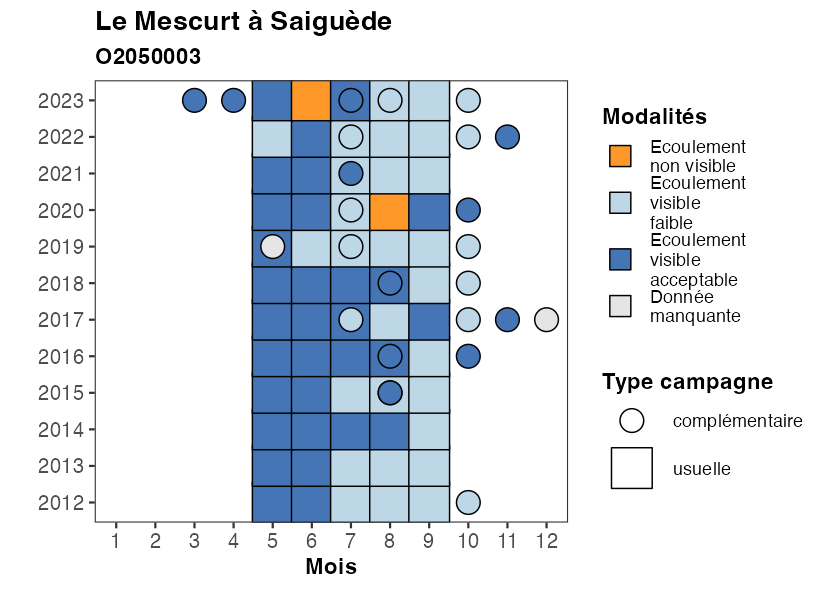 Le Mescurt à Saiguède
O2050003
2023
2022
2021
2020
2019
2018
2017
2016
2015
2014
2013
2012
1 2 3 4 5 6 7 8 9 10 11 12
Mois
Modalités
Ecoulement
non visible
Ecoulement
visible
faible
Ecoulement
visible
acceptable
Donnée
manquante
Type campagne
complémentaire
usuelle